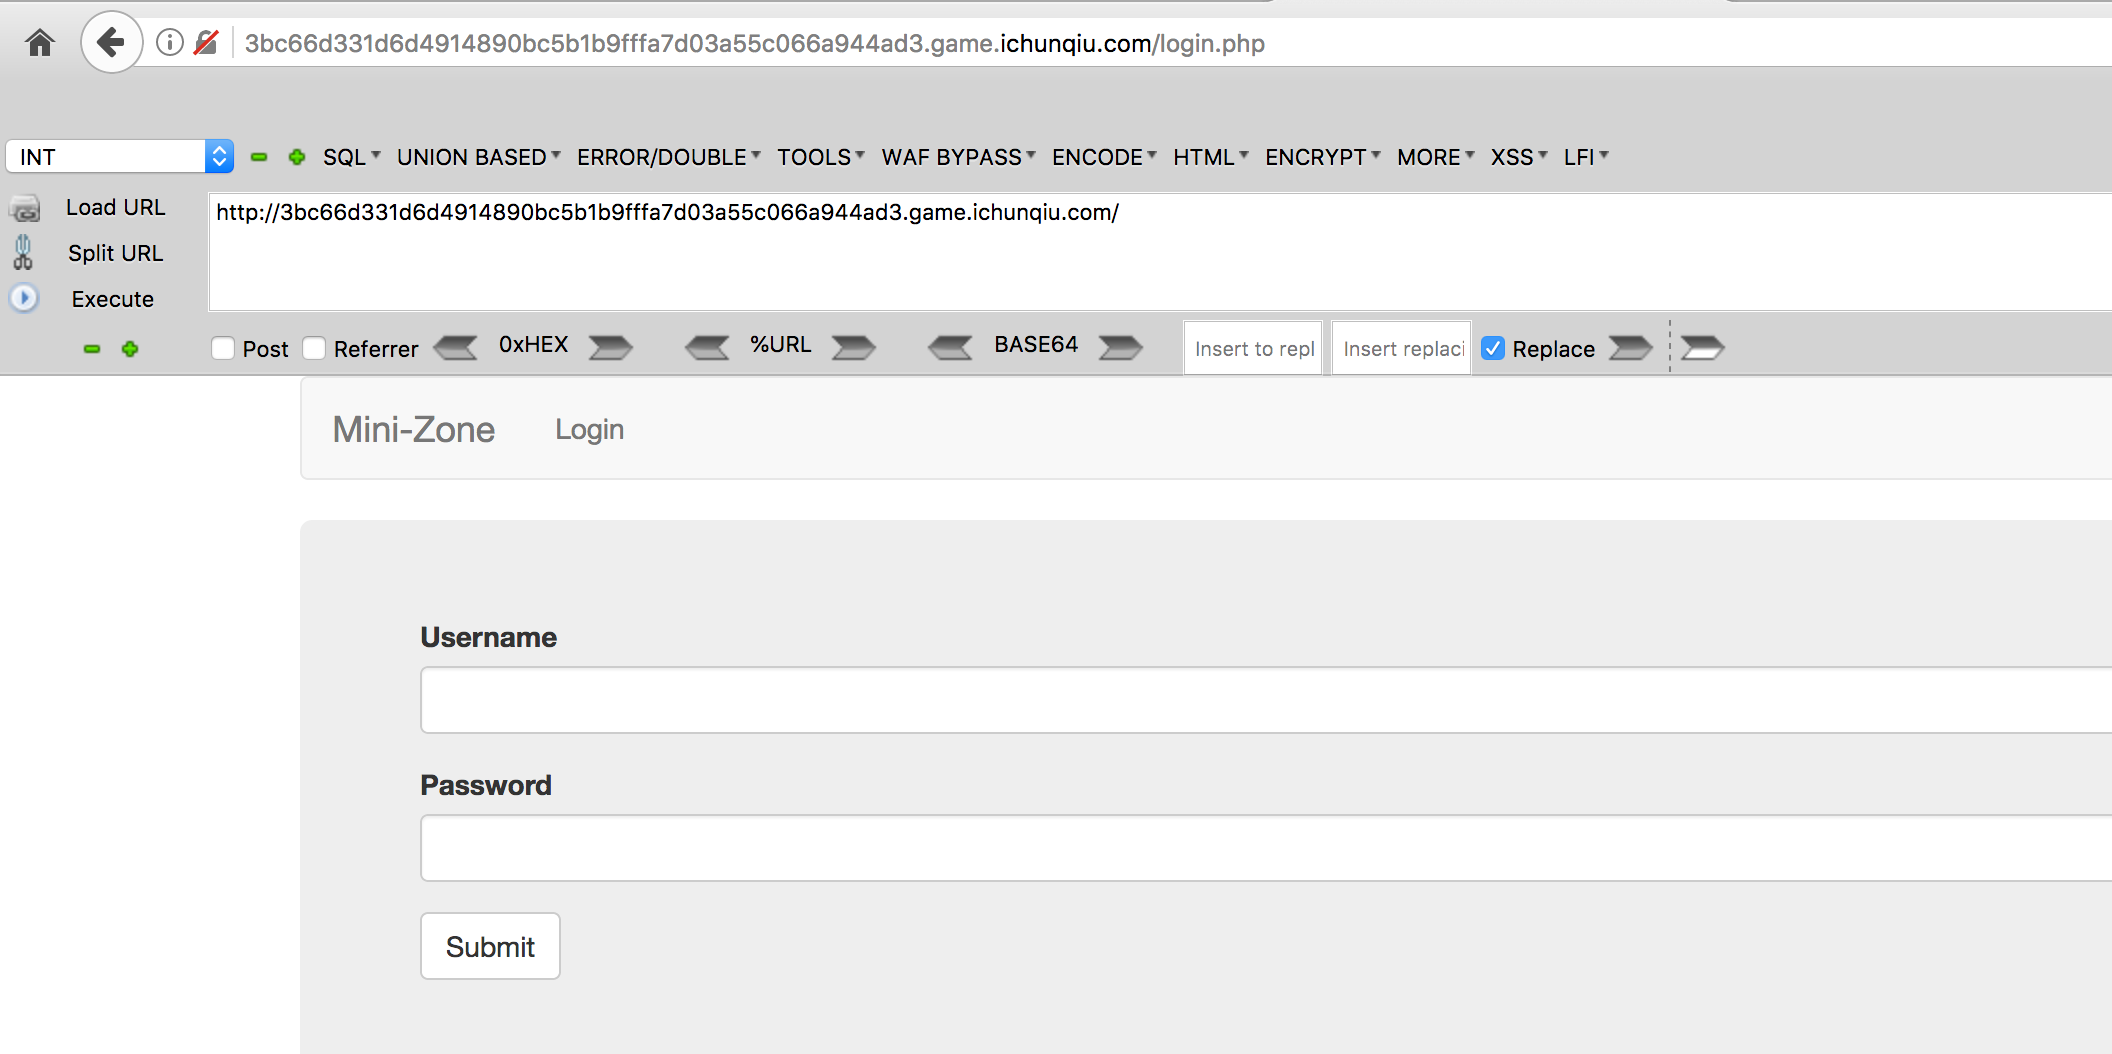 3bc66d331d6d4914890bc5b1b9fffa7d03a55c066a944ad3.game.ichunqiu.com/login.php
INT SQL UNION BASED ERROR/DOUBLE TOOLS WAF BYPASS ENCODE HTML ENCRYPT MORE XSS LFI
Load URL http://3bc66d331d6d4914890bc5b1b9fffa7d03a55c066a944ad3.game.ichunqiu.com/
Split URL
Execute
Post Referrer 0xHEX %URL BASE64 Insert to repl Insert replaci Replace
Mini-Zone Login
Username
Password
Submit